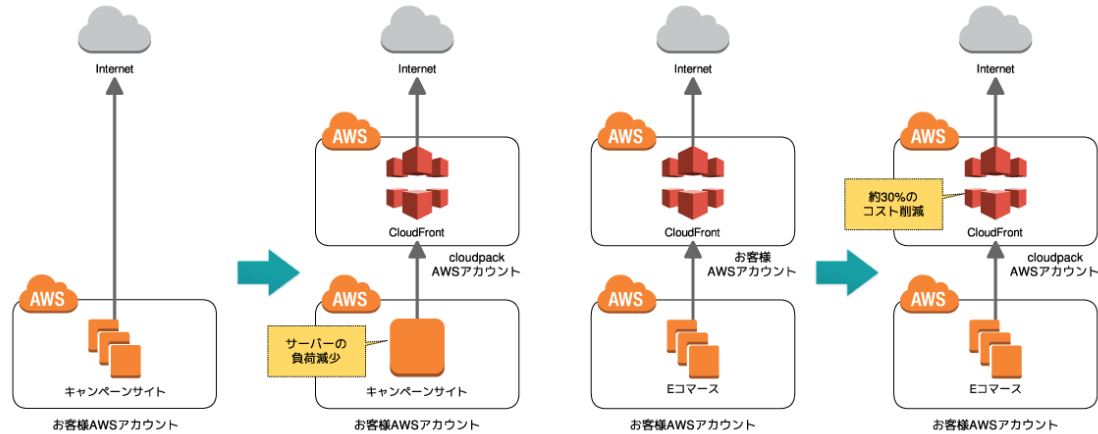 Internet
AWS
キャンペーンサイト
お客様AWSアカウント
Internet
AWS
CloudFront
cloudpack
AWSアカウント
AWS
サーバーの
負荷減少
キャンペーンサイト
お客様AWSアカウント
Internet
AWS
CloudFront
お客様
AWSアカウント
AWS
Eコマース
お客様AWSアカウント
Internet
AWS
約30%の
コスト削減
CloudFront
cloudpack
AWSアカウント
AWS
Eコマース
お客様AWSアカウント